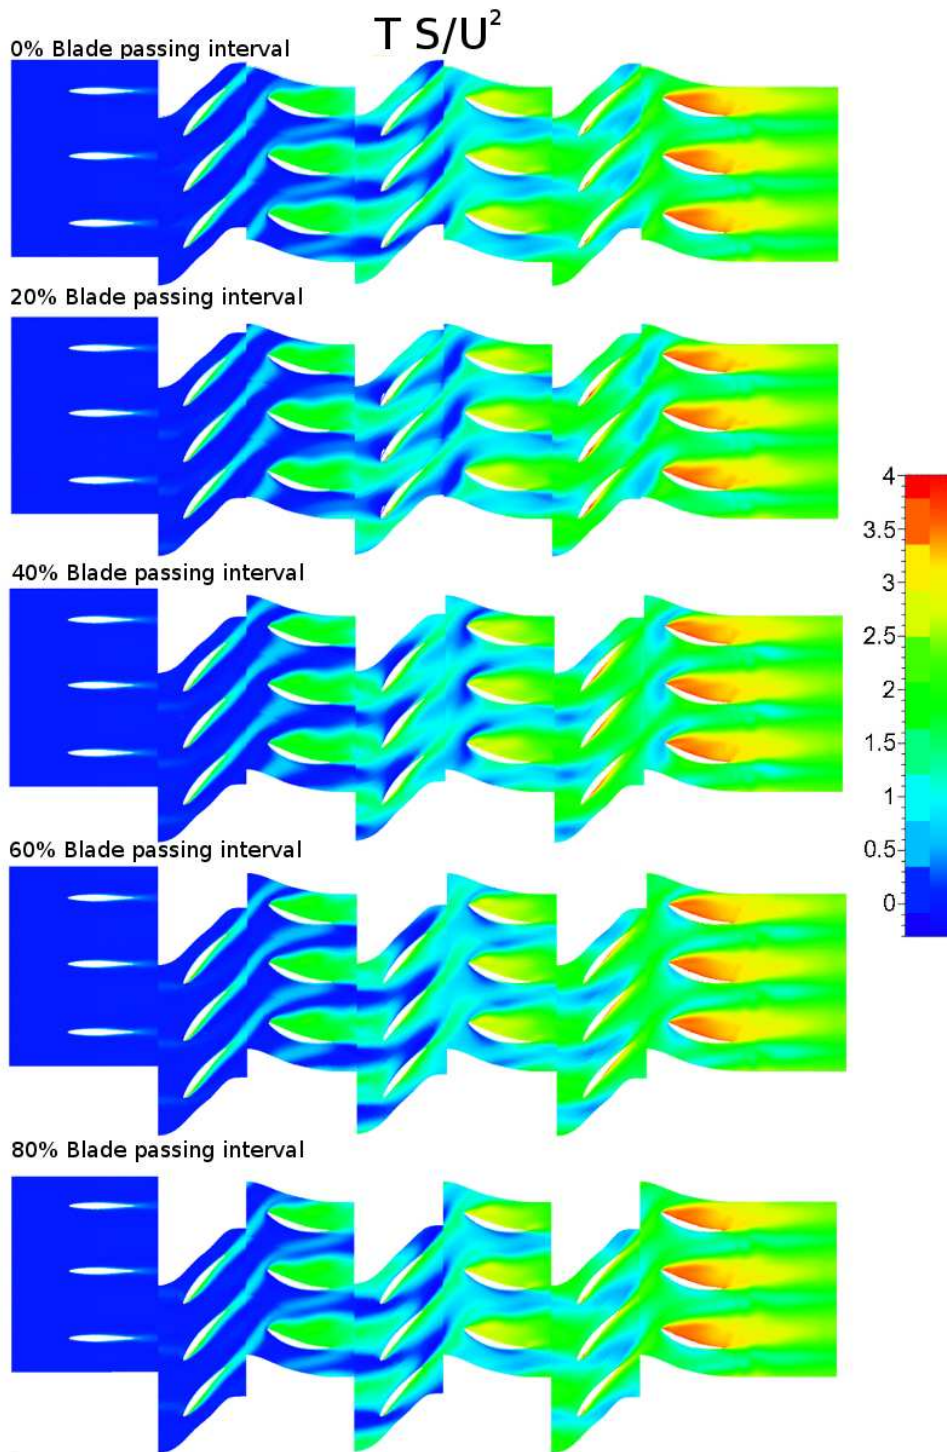 T S/U²
0% Blade passing interval
20% Blade passing interval
40% Blade passing interval
60% Blade passing interval
80% Blade passing interval
4
3.5
3
2.5
2
1.5
1
0.5
0